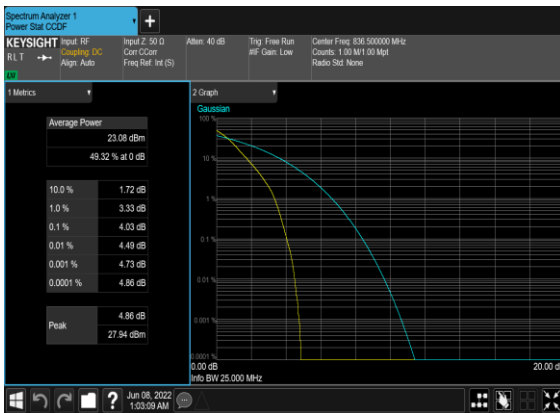 Spectrum Analyzer 1
Power Stat CCDF
+
KEYSIGHT
Input: RF
Coupling: DC
Align: Auto
Input Z: 50 Ω
Corr CCorr
Freq Ref: Int (S)
Atten: 40 dB
Trig: Free Run
#IF Gain: Low
Center Freq: 836.500000 MHz
Counts: 1.00 M/1.00 Mpt
Radio Std: None
RLT
LV
1 Metrics
Average Power
23.08 dBm
49.32 % at 0 dB
10.0 % 1.72 dB
1.0 % 3.33 dB
0.1 % 4.03 dB
0.01 % 4.49 dB
0.001 % 4.73 dB
0.0001 % 4.86 dB
Peak
4.86 dB
27.94 dBm
2 Graph
Gaussian
100 %
10 %
1 %
0.1 %
0.01 %
0.001 %
0.0001 %
0.00 dB
20.00 d
Info BW 25.000 MHz
?
Jun 08, 2022
1:03:09 AM